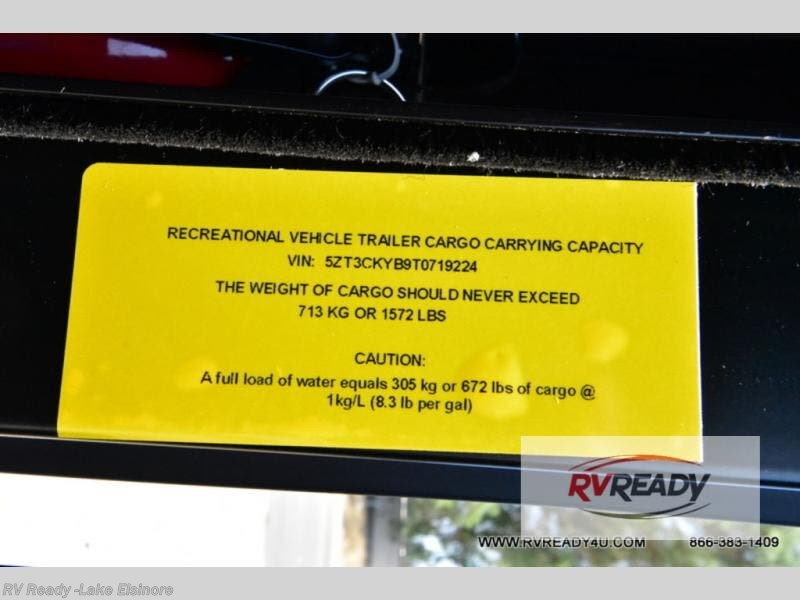 RECREATIONAL VEHICLE TRAILER CARGO CARRYING CAPACITY
VIN: 5ZT3CKYB9T0719224
THE WEIGHT OF CARGO SHOULD NEVER EXCEED
713 KG OR 1572 LBS
CAUTION:
A full load of water equals 305 kg or 672 lbs of cargo @
1kg/L (8.3 lb per gal)
RVREADY
WWW.RVREADY4U.COM 866-383-1409
RV Ready -Lake Elsinore